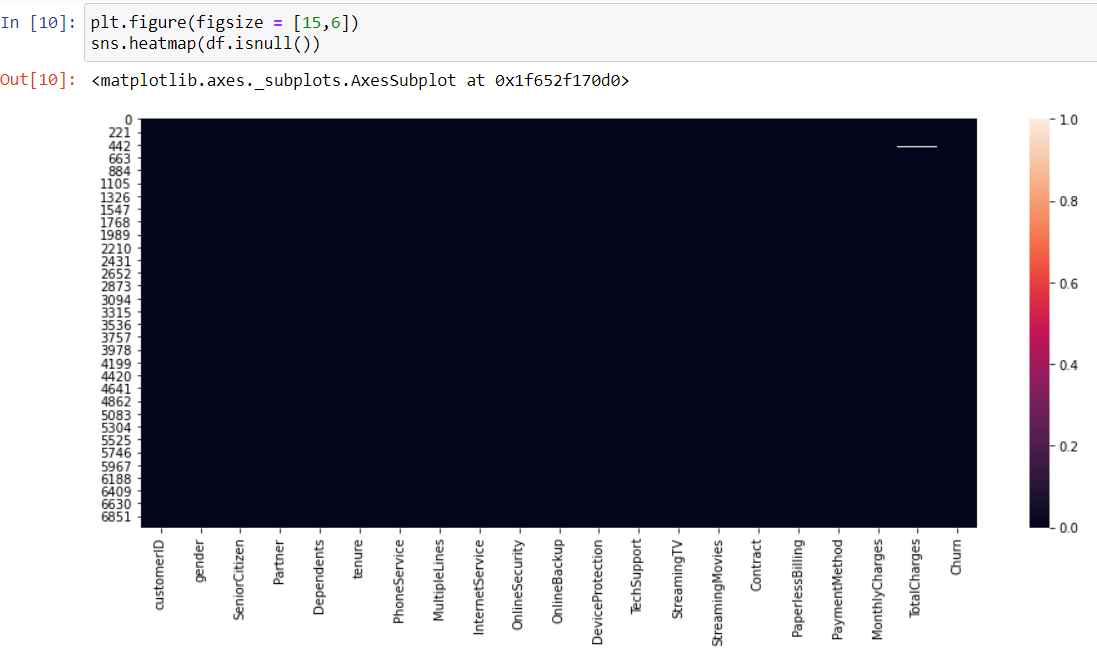 In [10]: plt.figure(figsize = [15,6])
sns.heatmap(df.isnull())
Out[10]: <matplotlib.axes._subplots.AxesSubplot at 0x1f652f170d0>
0
221
442
663
884
1105
1326
1547
1768
1989
2210
2431
2652
2873
3094
3315
3536
3757
3978
4199
4420
4641
4862
5083
5304
5525
5746
5967
6188
6409
6630
6851
customerID
gender
SeniorCitizen
Partner
Dependents
tenure
PhoneService
MultipleLines
InternetService
OnlineSecurity
OnlineBackup
DeviceProtection
TechSupport
StreamingTV
StreamingMovies
Contract
PaperlessBilling
PaymentMethod
MonthlyCharges
TotalCharges
Churn
1.0
0.8
0.6
0.4
0.2
0.0